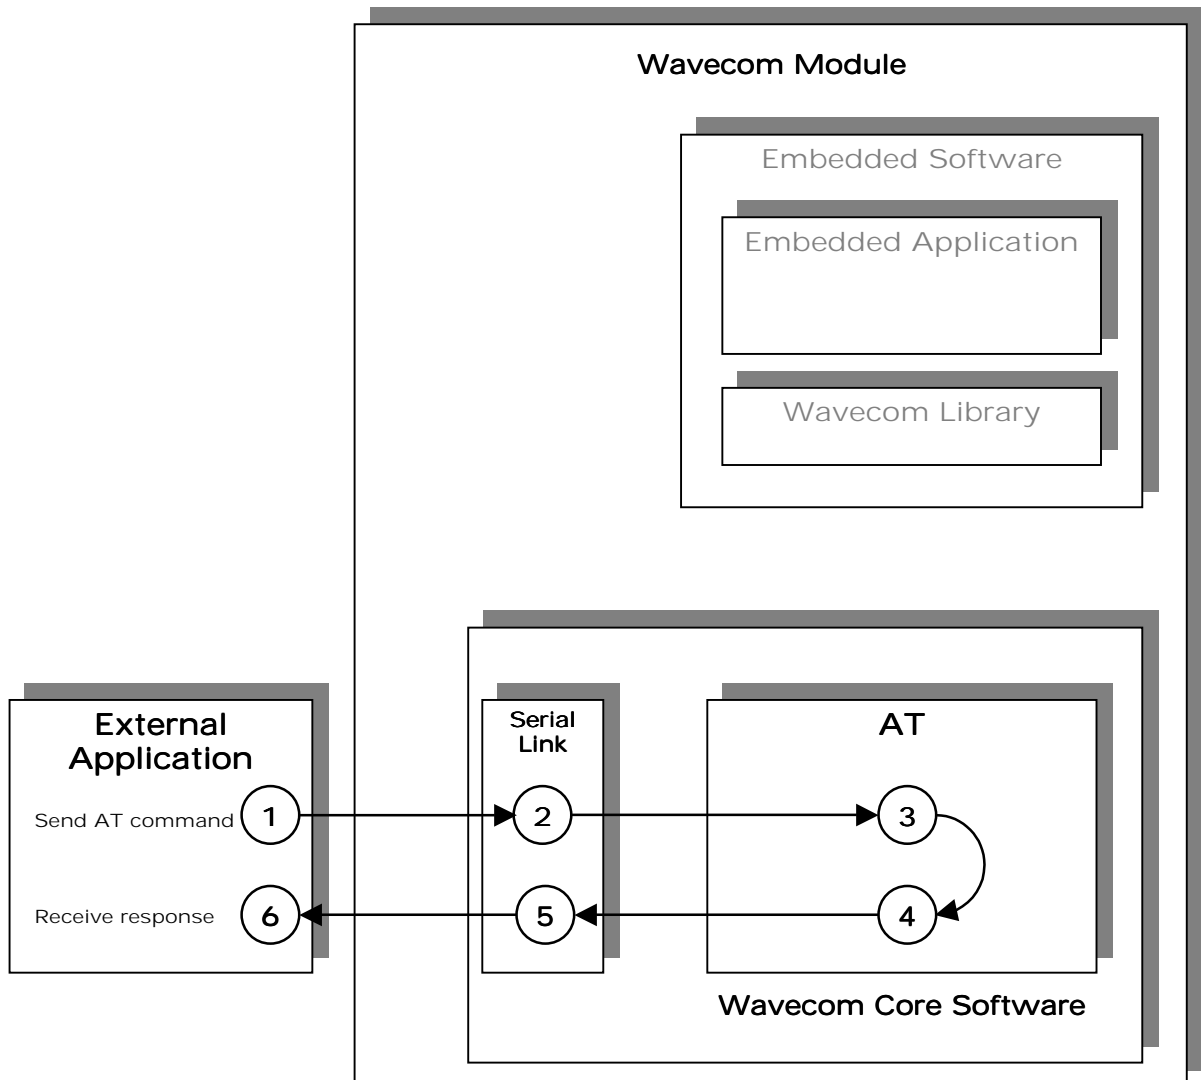 Wavecom Module
Embedded Software
Embedded Application
Wavecom Library
External
Application
Serial
Link
AT
Send AT command
1
2
3
Receive response
6
5
4
Wavecom Core Software